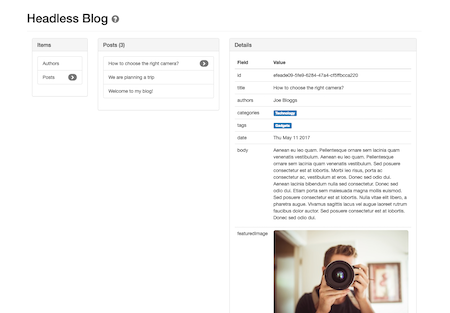 Headless Blog ?
Items
Authors
Posts
Posts (3)
How to choose the right camera?
We are planning a trip
Welcome to my blog!
Details
Field Value
id
title How to choose the right camera?
authors Joe Bloggs
categories Technology
tags Gadgets
date Thu May 11 2017
body Aenean eu leo quam. Pellentesque ornare sem lacinia quam
venenatis vestibulum. Aenean eu leo quam. Pellentesque
ornare sem lacinia quam venenatis vestibulum. Sed posuere
consectetur est at lobortis. Morbi leo risus, porta ac
consectetur ac, vestibulum at eros. Donec sed odio dui.
Aenean lacinia bibendum nulla sed consectetur. Donec sed
odio dui. Etiam porta sem malesuada magna mollis euismod.
Sed posuere consectetur est at lobortis. Nulla vitae elit libero, a
pharetra augue. Vivamus sagittis lacus vel augue laoreet rutrum
faucibus dolor auctor. Sed posuere consectetur est at lobortis.
Donec sed odio dui.
featuredImage